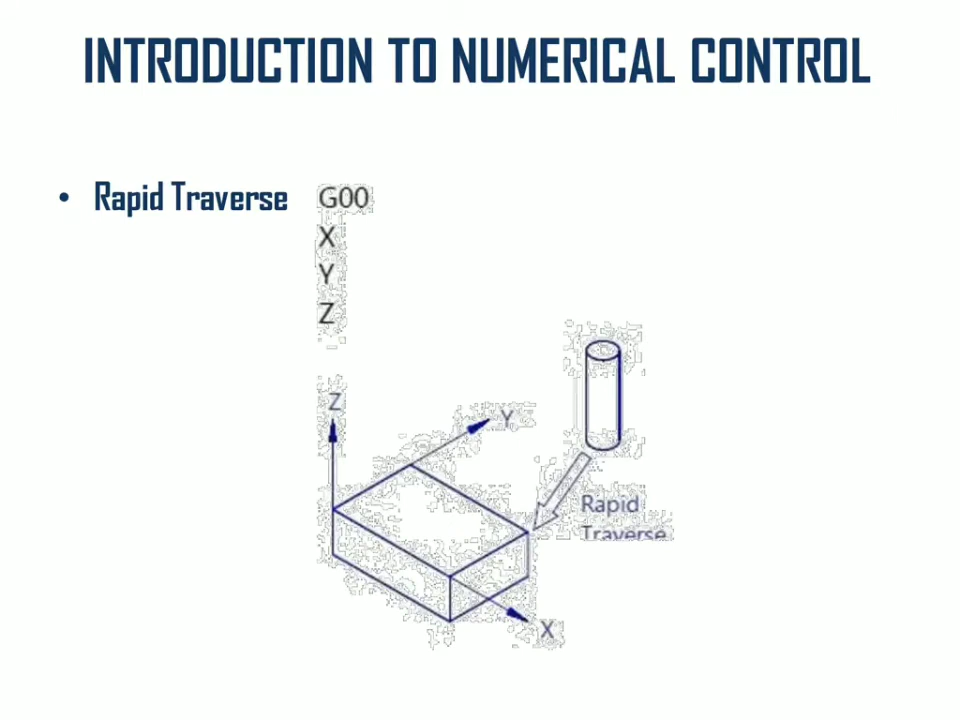 INTRODUCTION TO NUMERICAL CONTROL
• Rapid Traverse G00
X
Y
Z
Z
Y
Rapid
Traverse
X